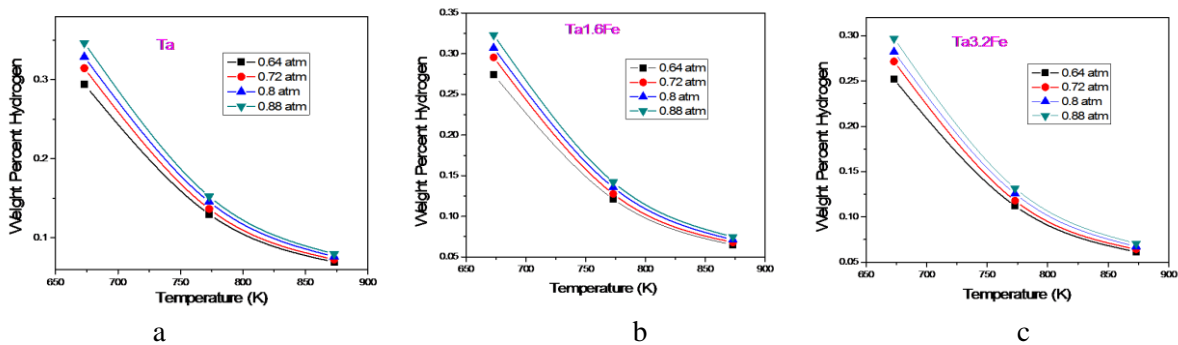 Ta
0.64 atm
0.72 atm
0.8 atm
0.88 atm
Weight Percent Hydrogen
0.3
0.2
0.1
650 700 750 800 850 900
Temperature (K)
a
Ta1.6Fe
0.64 atm
0.72 atm
0.8 atm
0.88 atm
Weight Percent Hydrogen
0.35
0.30
0.25
0.20
0.15
0.10
0.05
650 700 750 800 850 900
Temperature (K)
b
Ta3.2Fe
0.64 atm
0.72 atm
0.8 atm
0.88 atm
Weight Percent Hydrogen
0.30
0.25
0.20
0.15
0.10
0.05
650 700 750 800 850 900
Temperature (K)
c